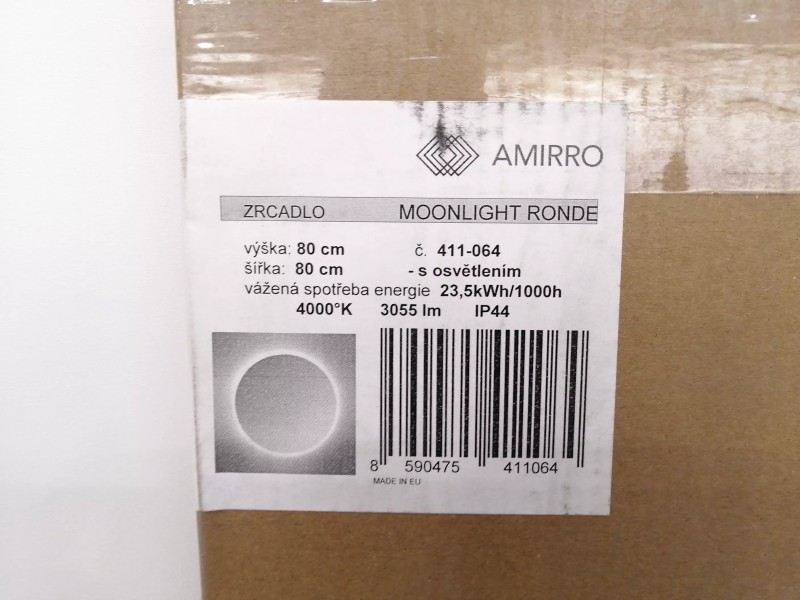 AMIRRO
ZRCADLO MOONLIGHT RONDE
výška: 80 cm č. 411-064
šířka: 80 cm - s osvětlením
vážená spotřeba energie 23,5kWh/1000h
4000°K 3055 lm IP44
8 590475 411064
MADE IN EU